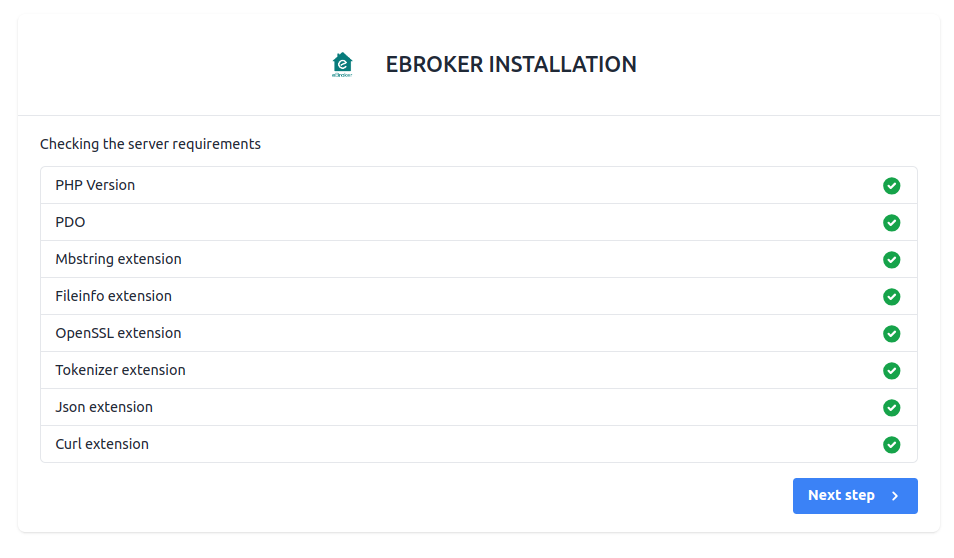 eBroker
EBROKER INSTALLATION
Checking the server requirements
PHP Version
PDO
Mbstring extension
Fileinfo extension
OpenSSL extension
Tokenizer extension
Json extension
Curl extension
Next step